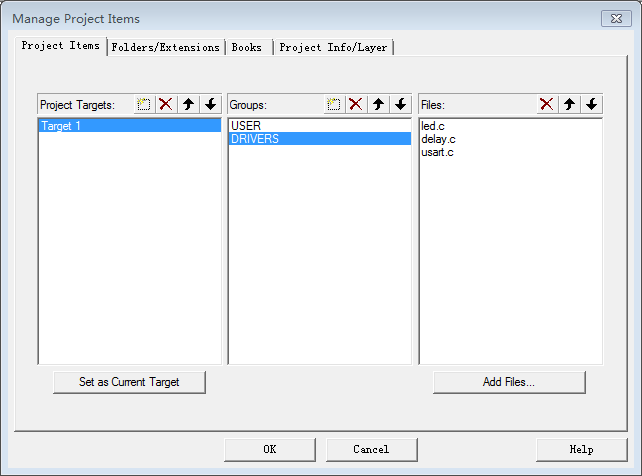 Manage Project Items
Project Items Folders/Extensions Books Project Info/Layer
Project Targets: Groups: Files:
Target 1
USER
DRIVERS
led.c
delay.c
usart.c
Set as Current Target Add Files...
OK Cancel Help